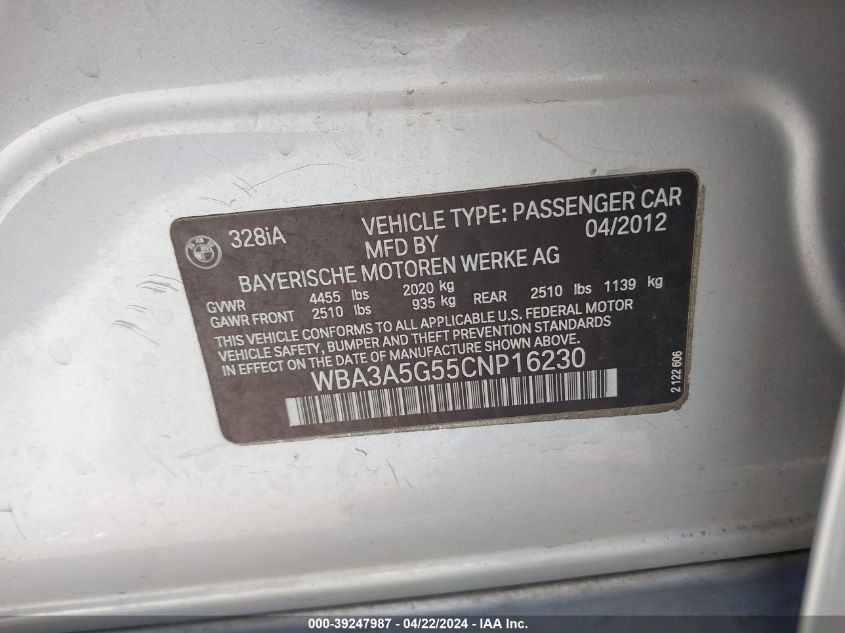 328iA VEHICLE TYPE: PASSENGER CAR
MFD BY 04/2012
BAYERISCHE MOTOREN WERKE AG
GVWR 4455 lbs 2020 kg
GAWR FRONT 2510 lbs 935 kg REAR 2510 lbs 1139 kg
THIS VEHICLE CONFORMS TO ALL APPLICABLE U.S. FEDERAL MOTOR
VEHICLE SAFETY, BUMPER AND THEFT PREVENTION STANDARDS
IN EFFECT ON THE DATE OF MANUFACTURE SHOWN ABOVE.
WBA3A5G55CNP16230
2 122 606
000-39247987 - 04/22/2024 - IAAI.com